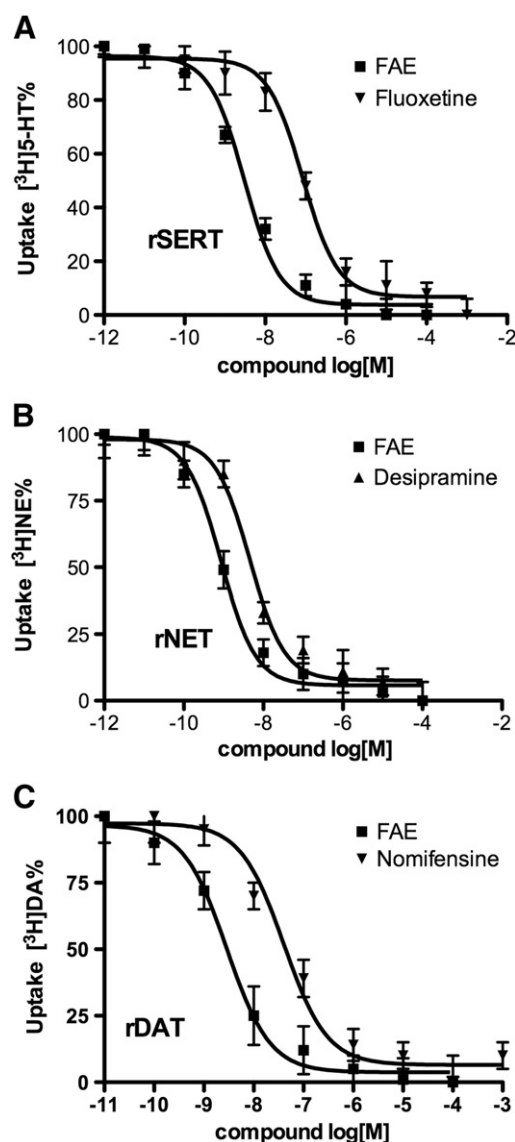 A
Uptake [³H]5-HT%
100
80
60
40
20
0
FAE
Fluoxetine
rSERT
-12 -10 -8 -6 -4 -2
compound log[M]
B
Uptake [³H]NE%
100
75
50
25
0
FAE
Desipramine
rNET
-12 -10 -8 -6 -4 -2
compound log[M]
C
Uptake [³H]DA%
100
75
50
25
0
FAE
Nomifensine
rDAT
-11 -10 -9 -8 -7 -6 -5 -4 -3
compound log[M]